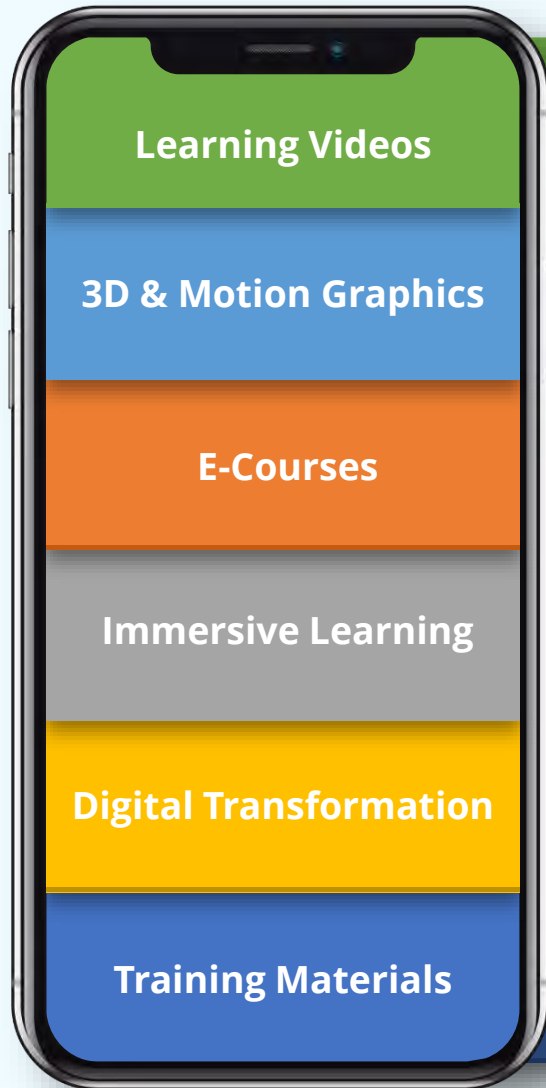 Learning Videos
3D & Motion Graphics
E-Courses
Immersive Learning
Digital Transformation
Training Materials